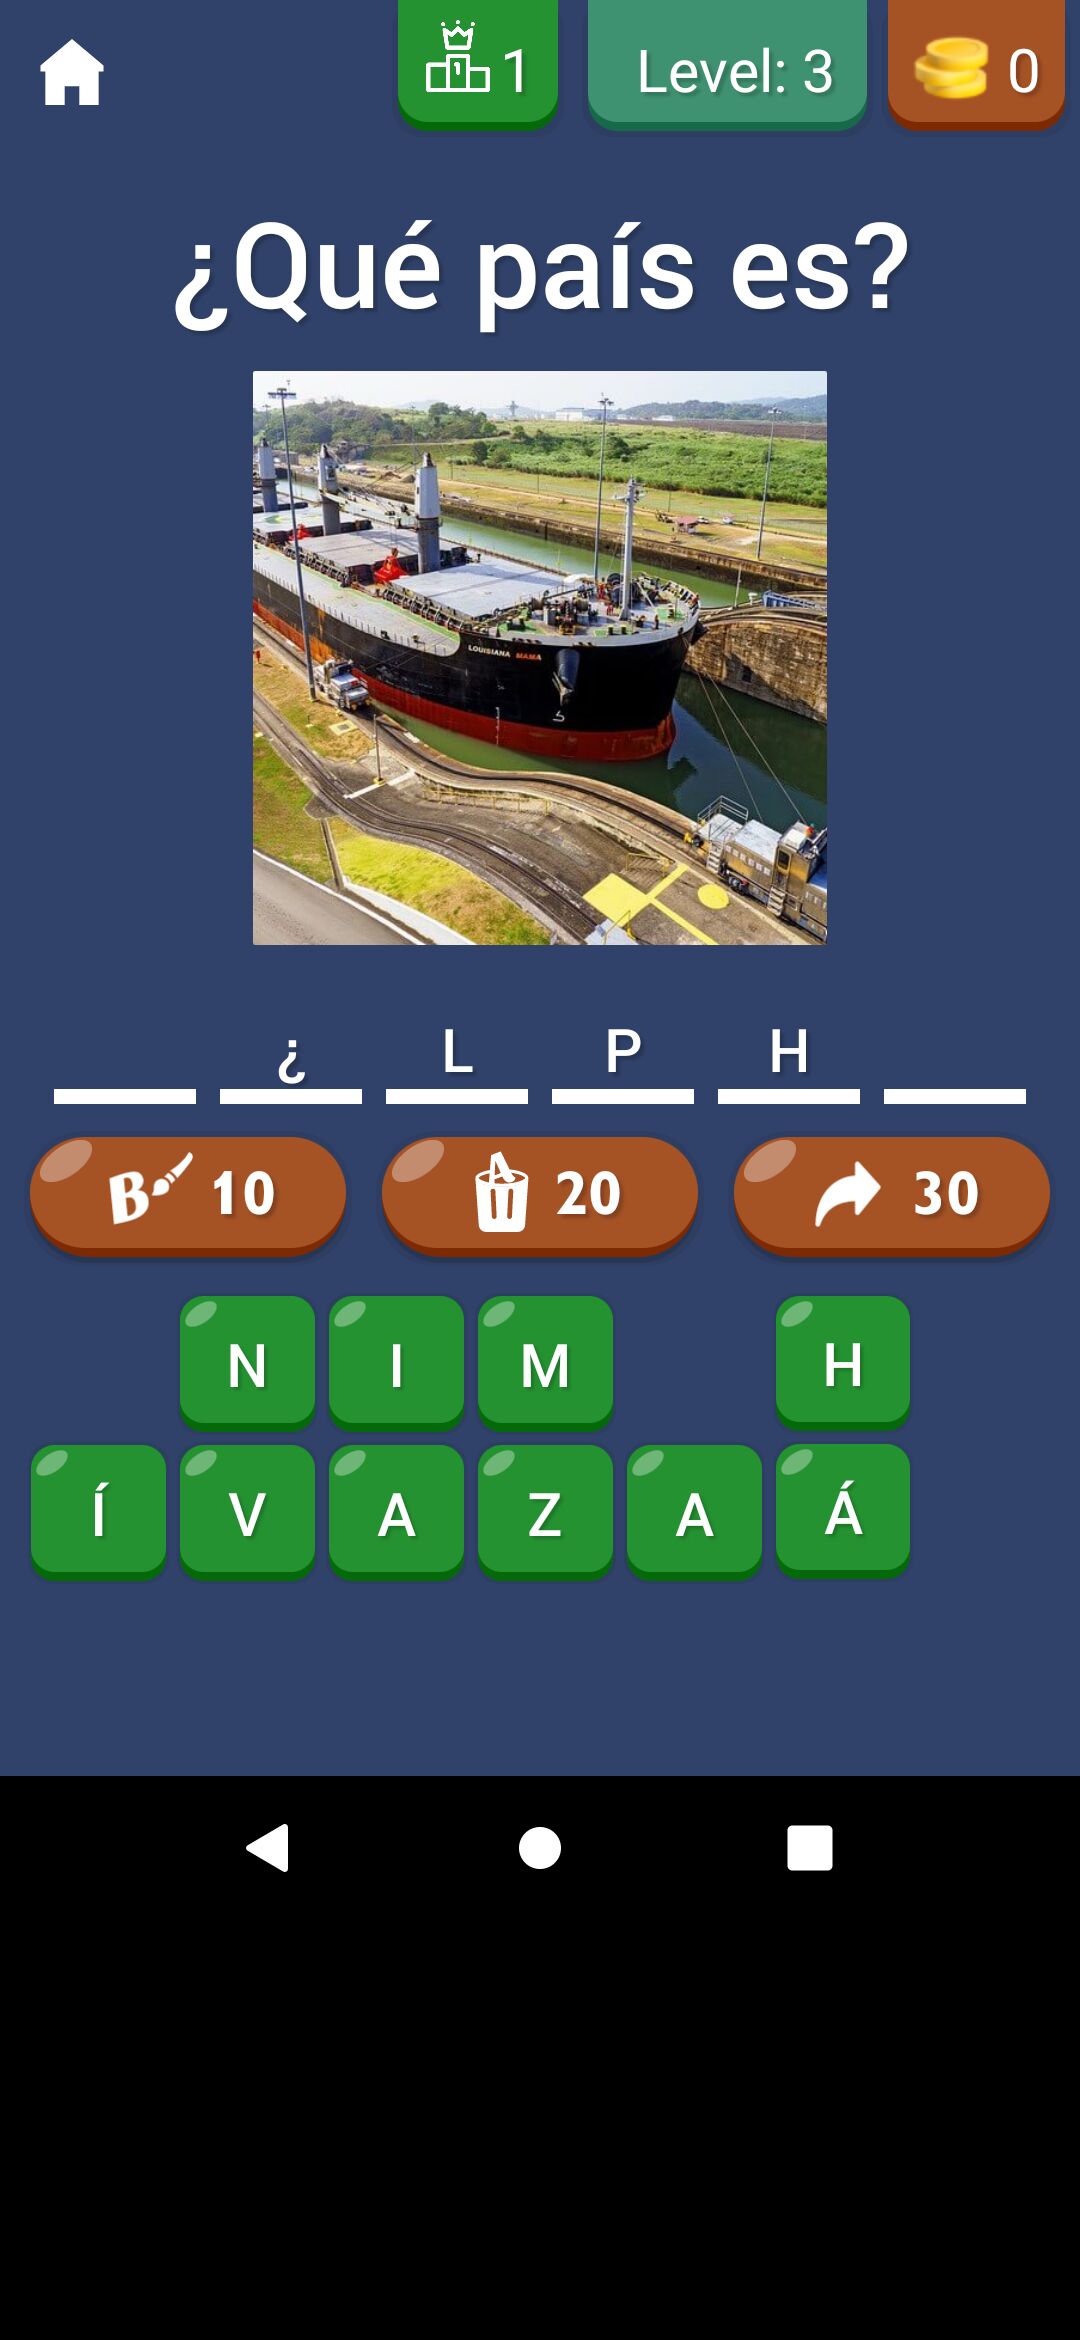 1 Level: 3 0
¿Qué país es?
LOUISIANA MAMA
¿ L P H
B 10 20 30
N I M H
Í V A Z A Á